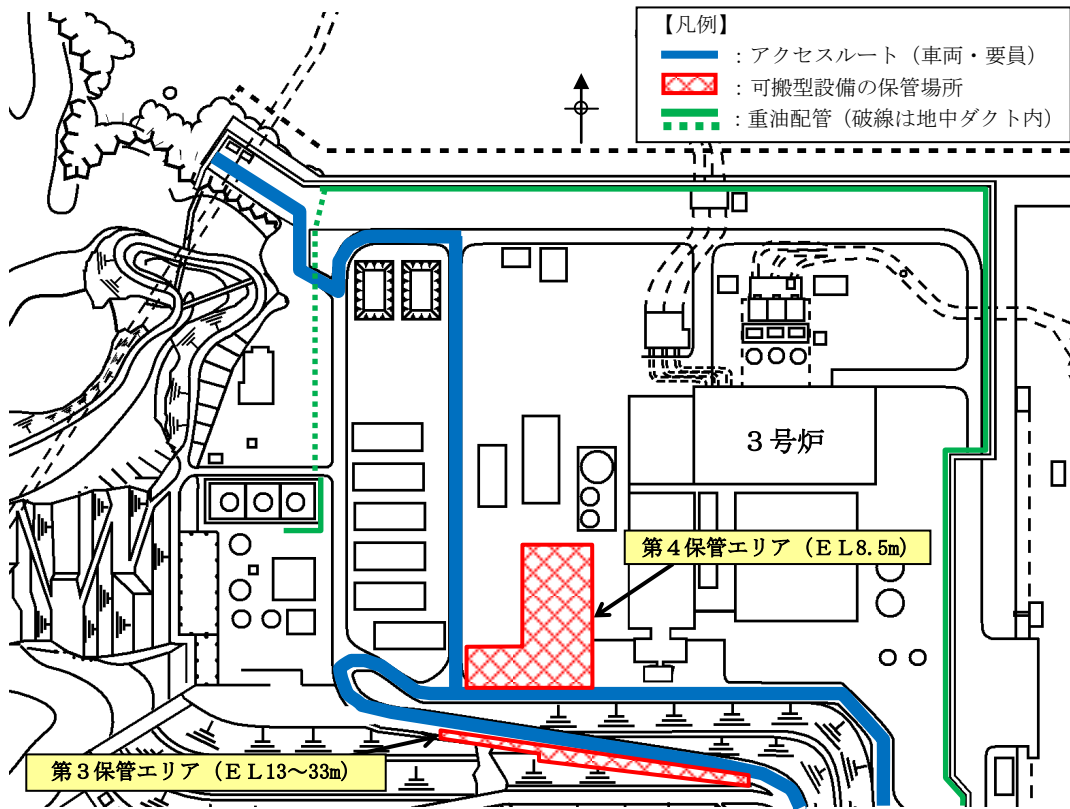 【凡例】
：アクセスルート（車両・要員）
：可搬型設備の保管場所
：重油配管（破線は地中ダクト内）
３号炉
第４保管エリア（ＥＬ8.5m）
第３保管エリア（ＥＬ13～33m）